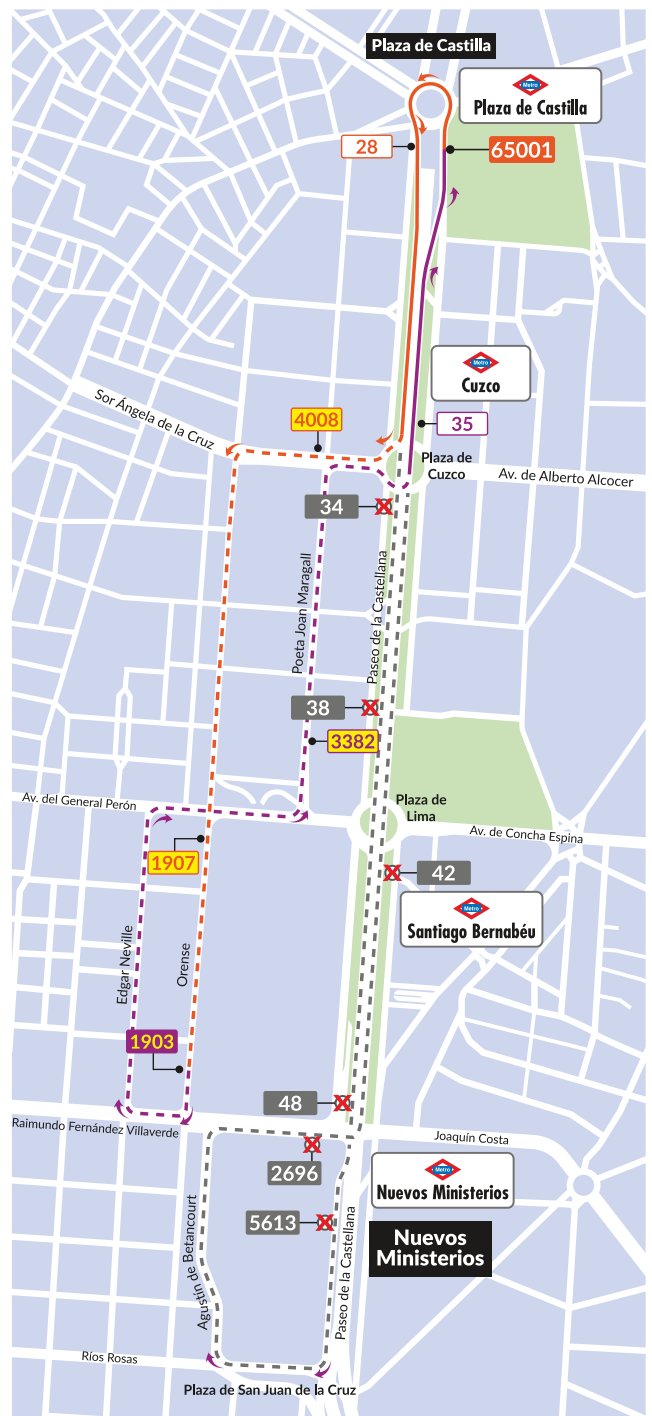 Plaza de Castilla
Metro
Plaza de Castilla
28
65001
Metro
Cuzco
Sor Ángela de la Cruz
4008
35
Plaza de
Cuzco
Av. de Alberto Alcocer
34
Poeta Joan Maragall
Paseo de la Castellana
38
3382
Av. del General Perón
Plaza de
Lima
Av. de Concha Espina
1907
42
Metro
Santiago Bernabéu
Edgar Neville
Orense
1903
48
Raimundo Fernández Villaverde
Joaquín Costa
2696
Metro
Nuevos Ministerios
5613
Nuevos
Ministerios
Agustín de Betancourt
Paseo de la Castellana
Ríos Rosas
Plaza de San Juan de la Cruz